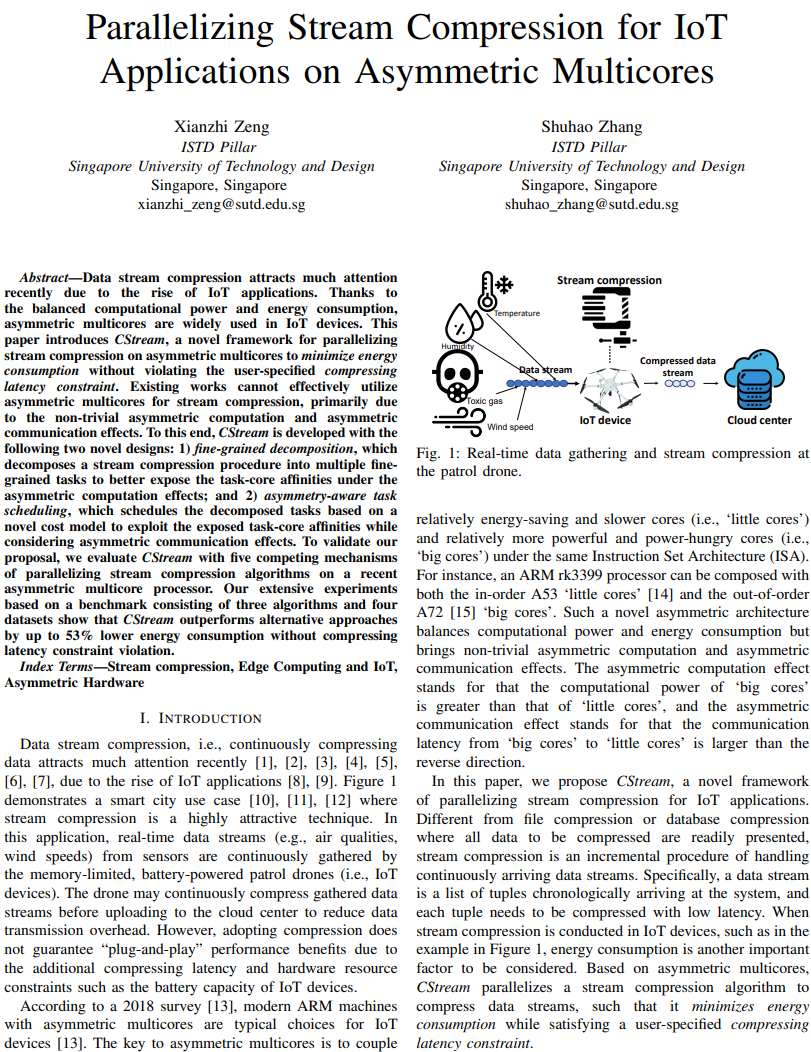 Parallelizing Stream Compression for IoT
Applications on Asymmetric Multicores
Xianzhi Zeng
ISTD Pillar
Singapore University of Technology and Design
Singapore, Singapore
xianzhi_zeng@sutd.edu.sg
Shuhao Zhang
ISTD Pillar
Singapore University of Technology and Design
Singapore, Singapore
shuhao_zhang@sutd.edu.sg
Abstract—Data stream compression attracts much attention
recently due to the rise of IoT applications. Thanks to
the balanced computational power and energy consumption,
asymmetric multicores are widely used in IoT devices. This
paper introduces CStream, a novel framework for parallelizing
stream compression on asymmetric multicores to minimize energy
consumption without violating the user-specified compressing
latency constraint. Existing works cannot effectively utilize
asymmetric multicores for stream compression, primarily due
to the non-trivial asymmetric computation and asymmetric
communication effects. To this end, CStream is developed with the
following two novel designs: 1) fine-grained decomposition, which
decomposes a stream compression procedure into multiple fine-
grained tasks to better expose the task-core affinities under the
asymmetric computation effects; and 2) asymmetry-aware task
scheduling, which schedules the decomposed tasks based on a
novel cost model to exploit the exposed task-core affinities while
considering asymmetric communication effects. To validate our
proposal, we evaluate CStream with five competing mechanisms
of parallelizing stream compression algorithms on a recent
asymmetric multicore processor. Our extensive experiments
based on a benchmark consisting of three algorithms and four
datasets show that CStream outperforms alternative approaches
by up to 53% lower energy consumption without compressing
latency constraint violation.
Index Terms—Stream compression, Edge Computing and IoT,
Asymmetric Hardware
I. INTRODUCTION
Data stream compression, i.e., continuously compressing
data attracts much attention recently [1], [2], [3], [4], [5],
[6], [7], due to the rise of IoT applications [8], [9]. Figure 1
demonstrates a smart city use case [10], [11], [12] where
stream compression is a highly attractive technique. In
this application, real-time data streams (e.g., air qualities,
wind speeds) from sensors are continuously gathered by
the memory-limited, battery-powered patrol drones (i.e., IoT
devices). The drone may continuously compress gathered data
streams before uploading to the cloud center to reduce data
transmission overhead. However, adopting compression does
not guarantee “plug-and-play” performance benefits due to
the additional compressing latency and hardware resource
constraints such as the battery capacity of IoT devices.
According to a 2018 survey [13], modern ARM machines
with asymmetric multicores are typical choices for IoT
devices [13]. The key to asymmetric multicores is to couple
Stream compression
Temperature
Humidity
Data stream
Compressed data
stream
Toxic gas
Wind speed
IoT device
Cloud center
Fig. 1: Real-time data gathering and stream compression at
the patrol drone.
relatively energy-saving and slower cores (i.e., ‘little cores’)
and relatively more powerful and power-hungry cores (i.e.,
‘big cores’) under the same Instruction Set Architecture (ISA).
For instance, an ARM rk3399 processor can be composed with
both the in-order A53 ‘little cores’ [14] and the out-of-order
A72 [15] ‘big cores’. Such a novel asymmetric architecture
balances computational power and energy consumption but
brings non-trivial asymmetric computation and asymmetric
communication effects. The asymmetric computation effect
stands for that the computational power of ‘big cores’
is greater than that of ‘little cores’, and the asymmetric
communication effect stands for that the communication
latency from ‘big cores’ to ‘little cores’ is larger than the
reverse direction.
In this paper, we propose CStream, a novel framework
of parallelizing stream compression for IoT applications.
Different from file compression or database compression
where all data to be compressed are readily presented,
stream compression is an incremental procedure of handling
continuously arriving data streams. Specifically, a data stream
is a list of tuples chronologically arriving at the system, and
each tuple needs to be compressed with low latency. When
stream compression is conducted in IoT devices, such as in the
example in Figure 1, energy consumption is another important
factor to be considered. Based on asymmetric multicores,
CStream parallelizes a stream compression algorithm to
compress data streams, such that it minimizes energy
consumption while satisfying a user-specified compressing
latency constraint.